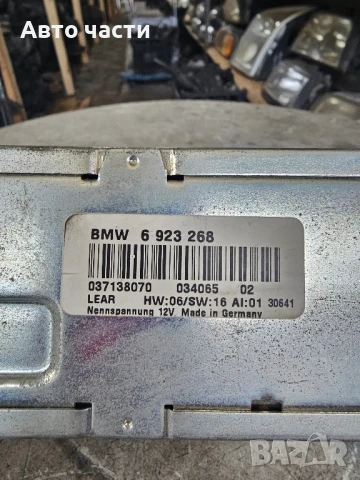 Авто части
BMW 6 923 268
037138070 034065 02
LEAR HW:06/SW:16 AI:01 30641
Nennspannung 12V Made in Germany
BAZAR